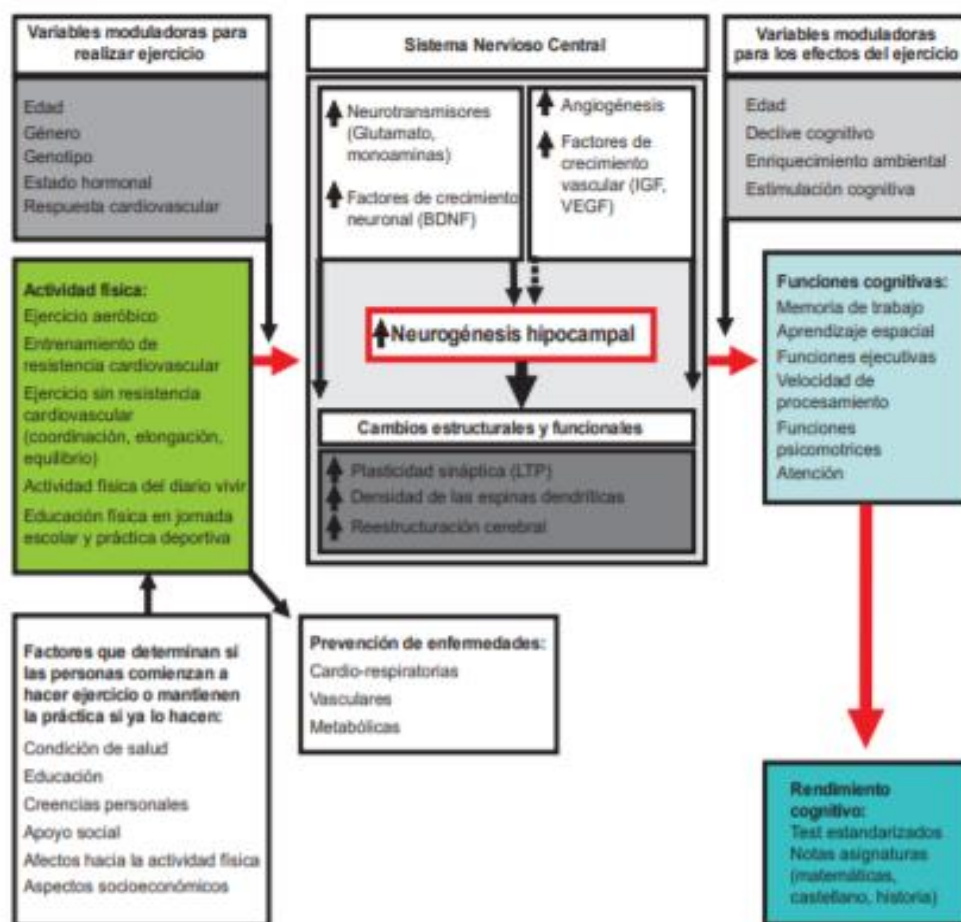 Variables moduladoras para
realizar ejercicio
Edad
Género
Genotipo
Estado hormonal
Respuesta cardiovascular
Sistema Nervioso Central
Neurotransmisores
(Glutamato,
monoaminas)
Factores de crecimiento
neuronal (BDNF)
Angiogénesis
Factores de
crecimiento
vascular (IGF,
VEGF)
Variables moduladoras
para los efectos del ejercicio
Edad
Declive cognitivo
Enriquecimiento ambiental
Estimulación cognitiva
Actividad física:
Ejercicio aeróbico
Entrenamiento de
resistencia cardiovascular
Ejercicio sin resistencia
cardiovascular
(coordinación, elongación,
equilibrio)
Actividad física del diario vivir
Educación física en jornada
escolar y práctica deportiva
Neurogénesis hipocampal
Cambios estructurales y funcionales
Plasticidad sináptica (LTP)
Densidad de las espinas dendríticas
Reestructuración cerebral
Funciones cognitivas:
Memoria de trabajo
Aprendizaje espacial
Funciones ejecutivas
Velocidad de
procesamiento
Funciones
psicomotrices
Atención
Factores que determinan si
las personas comienzan a
hacer ejercicio o mantienen
la práctica si ya lo hacen:
Condición de salud
Educación
Creencias personales
Apoyo social
Afectos hacia la actividad física
Aspectos socioeconómicos
Prevención de enfermedades:
Cardio-respiratorias
Vasculares
Metabólicas
Rendimiento
cognitivo:
Test estandarizados
Notas asignaturas
(matemáticas,
castellano, historia)